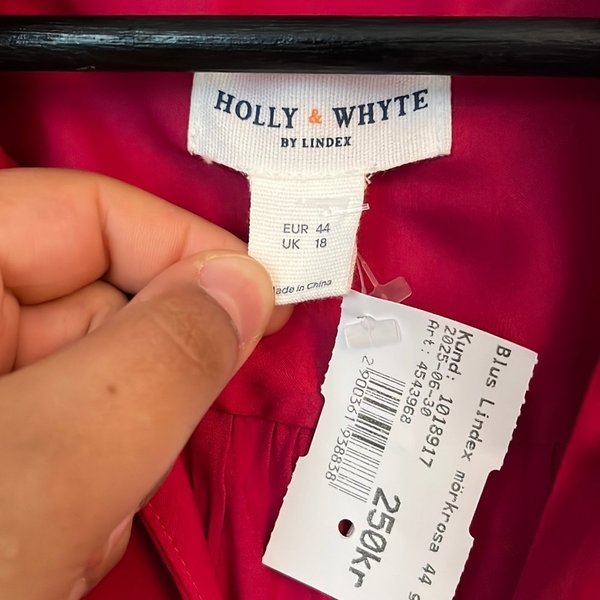 HOLLY & WHYTE
BY LINDEX
EUR 44
UK 18
Made in China
Blus Lindex mörkrosa 44 s
Kund: 1018917
2025-06-30
Art: 4543968
250kr